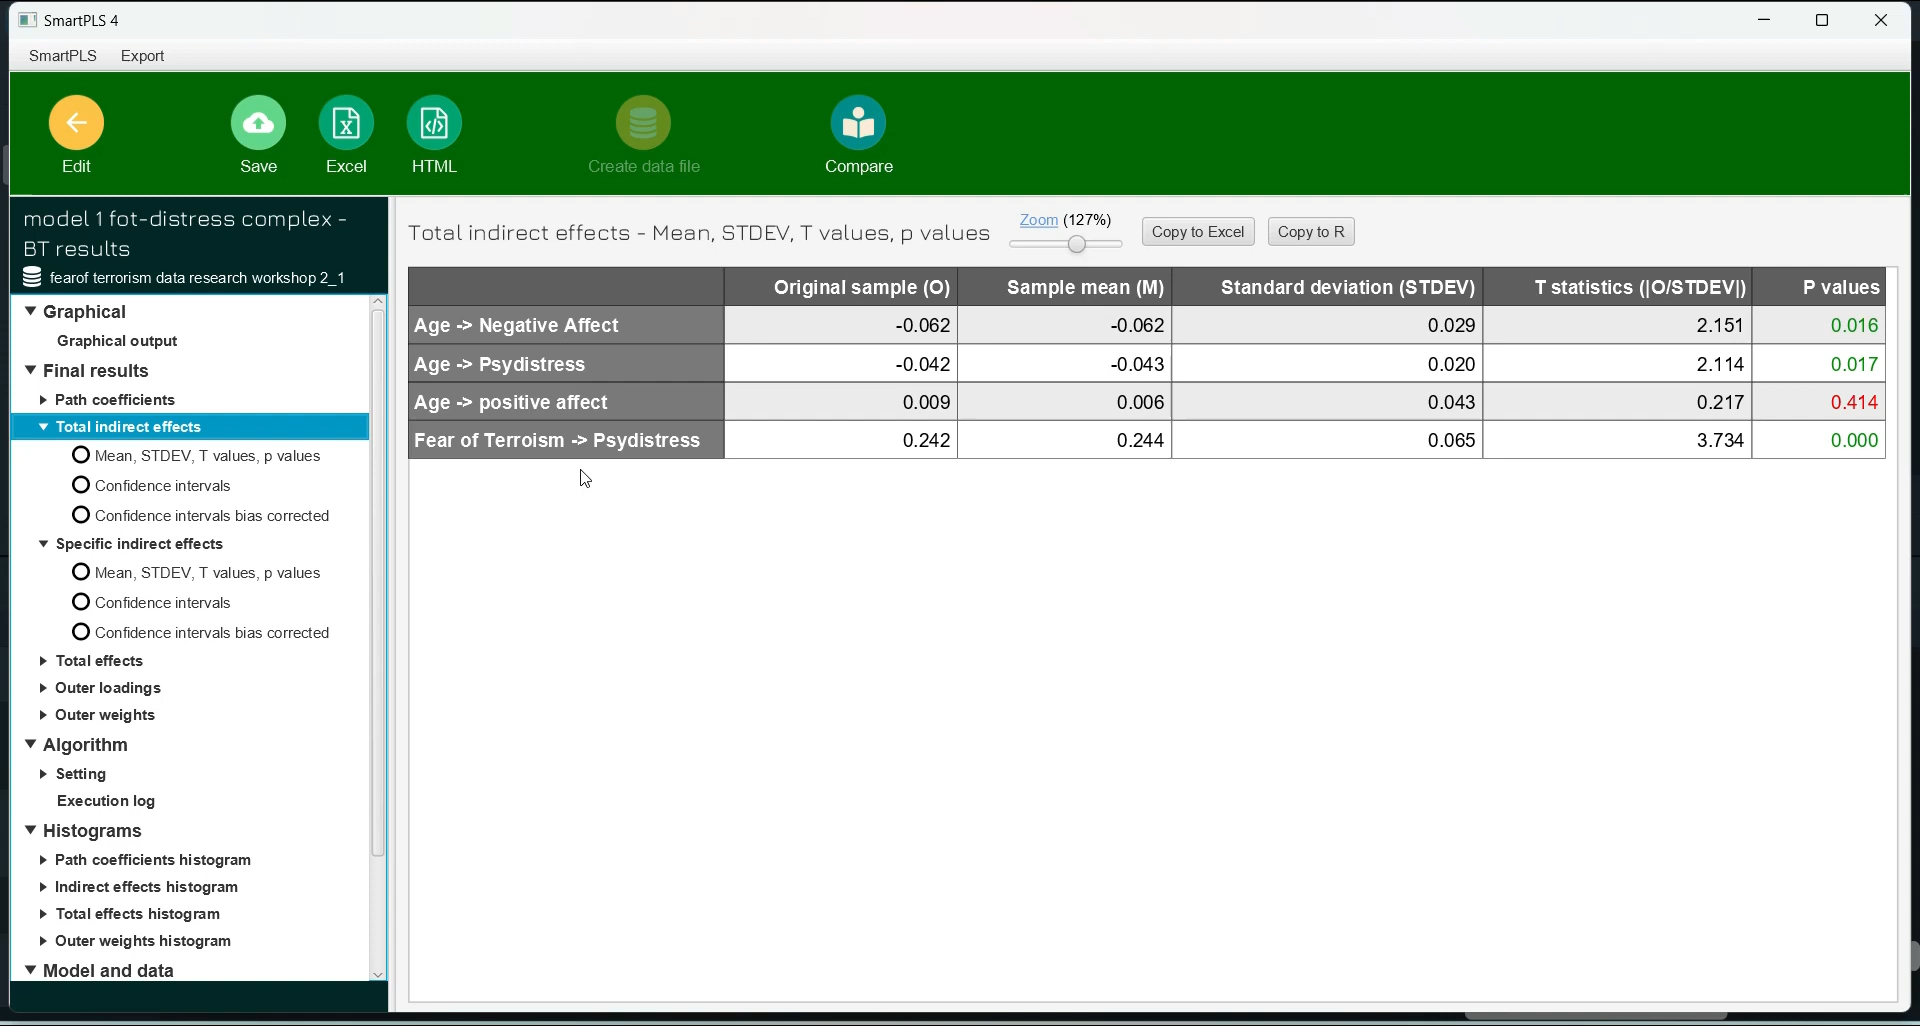 SmartPLS 4
SmartPLS Export
Edit Save Excel HTML Create data file Compare
model 1 fot-distress complex -
BT results
fearof terrorism data research workshop 2_1
Graphical
Graphical output
Final results
Path coefficients
Total indirect effects
Mean, STDEV, T values, p values
Confidence intervals
Confidence intervals bias corrected
Specific indirect effects
Mean, STDEV, T values, p values
Confidence intervals
Confidence intervals bias corrected
Total effects
Outer loadings
Outer weights
Algorithm
Setting
Execution log
Histograms
Path coefficients histogram
Indirect effects histogram
Total effects histogram
Outer weights histogram
Model and data
Total indirect effects - Mean, STDEV, T values, p values
Zoom (127%)
Copy to Excel Copy to R
Original sample (O) Sample mean (M) Standard deviation (STDEV) T statistics (|O/STDEV|) P values
Age -> Negative Affect -0.062 -0.062 0.029 2.151 0.016
Age -> Psydistress -0.042 -0.043 0.020 2.114 0.017
Age -> positive affect 0.009 0.006 0.043 0.217 0.414
Fear of Terroism -> Psydistress 0.242 0.244 0.065 3.734 0.000